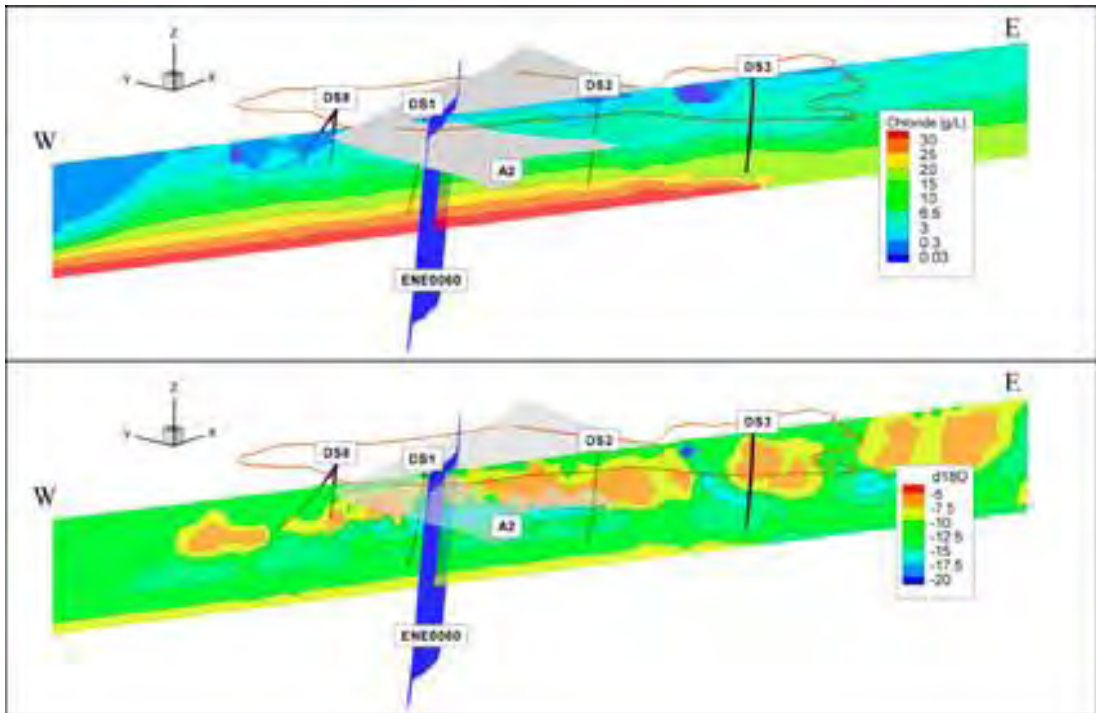 E
Z
Y
X
DS8
DS1
DS2
DS3
W
A2
Chloride (g/L)
30
25
20
15
10
6.5
3
0.3
0.03
ENE0060
E
Z
Y
X
DS8
DS1
DS2
DS3
W
A2
d18O
-5
-7.5
-10
-12.5
-15
-17.5
-20
ENE0060